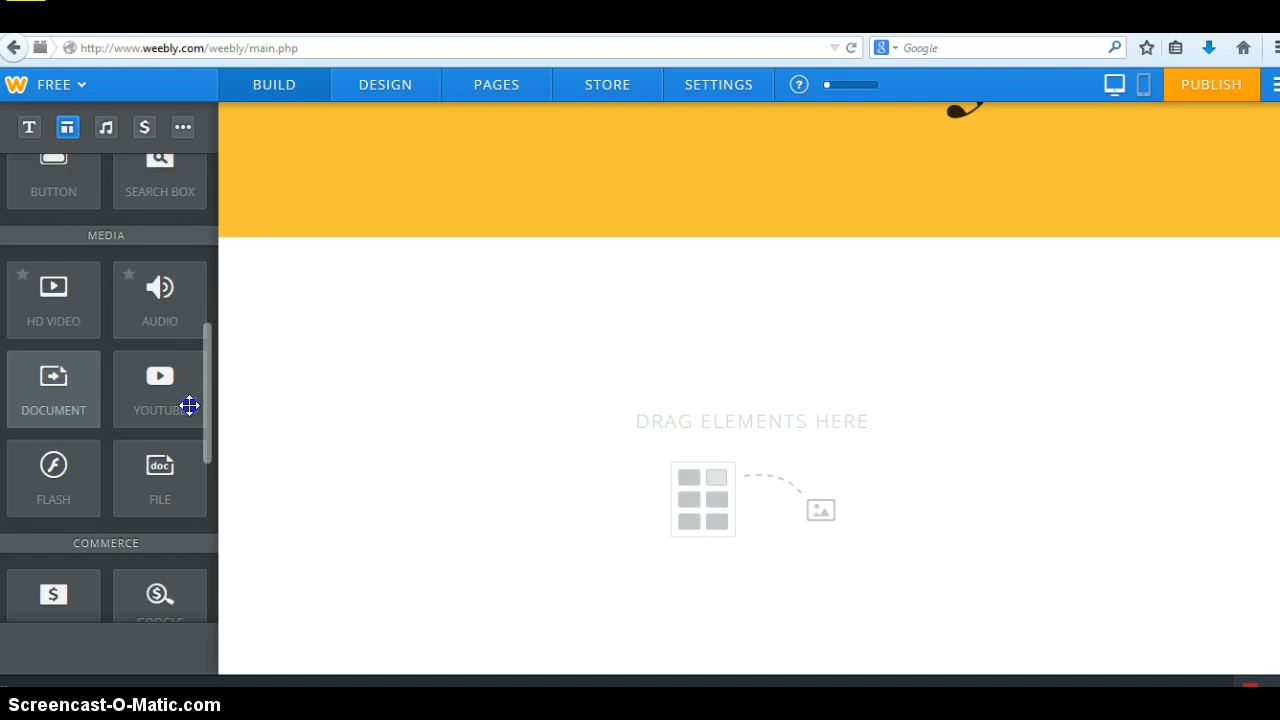 http://www.weebly.com/weebly/main.php
Google
FREE
BUILD
DESIGN
PAGES
STORE
SETTINGS
?
PUBLISH
T
$
BUTTON
SEARCH BOX
MEDIA
HD VIDEO
AUDIO
DOCUMENT
YOUTUBE
FLASH
doc
FILE
COMMERCE
$
$
GOOGLE
DRAG ELEMENTS HERE
Screencast-O-Matic.com